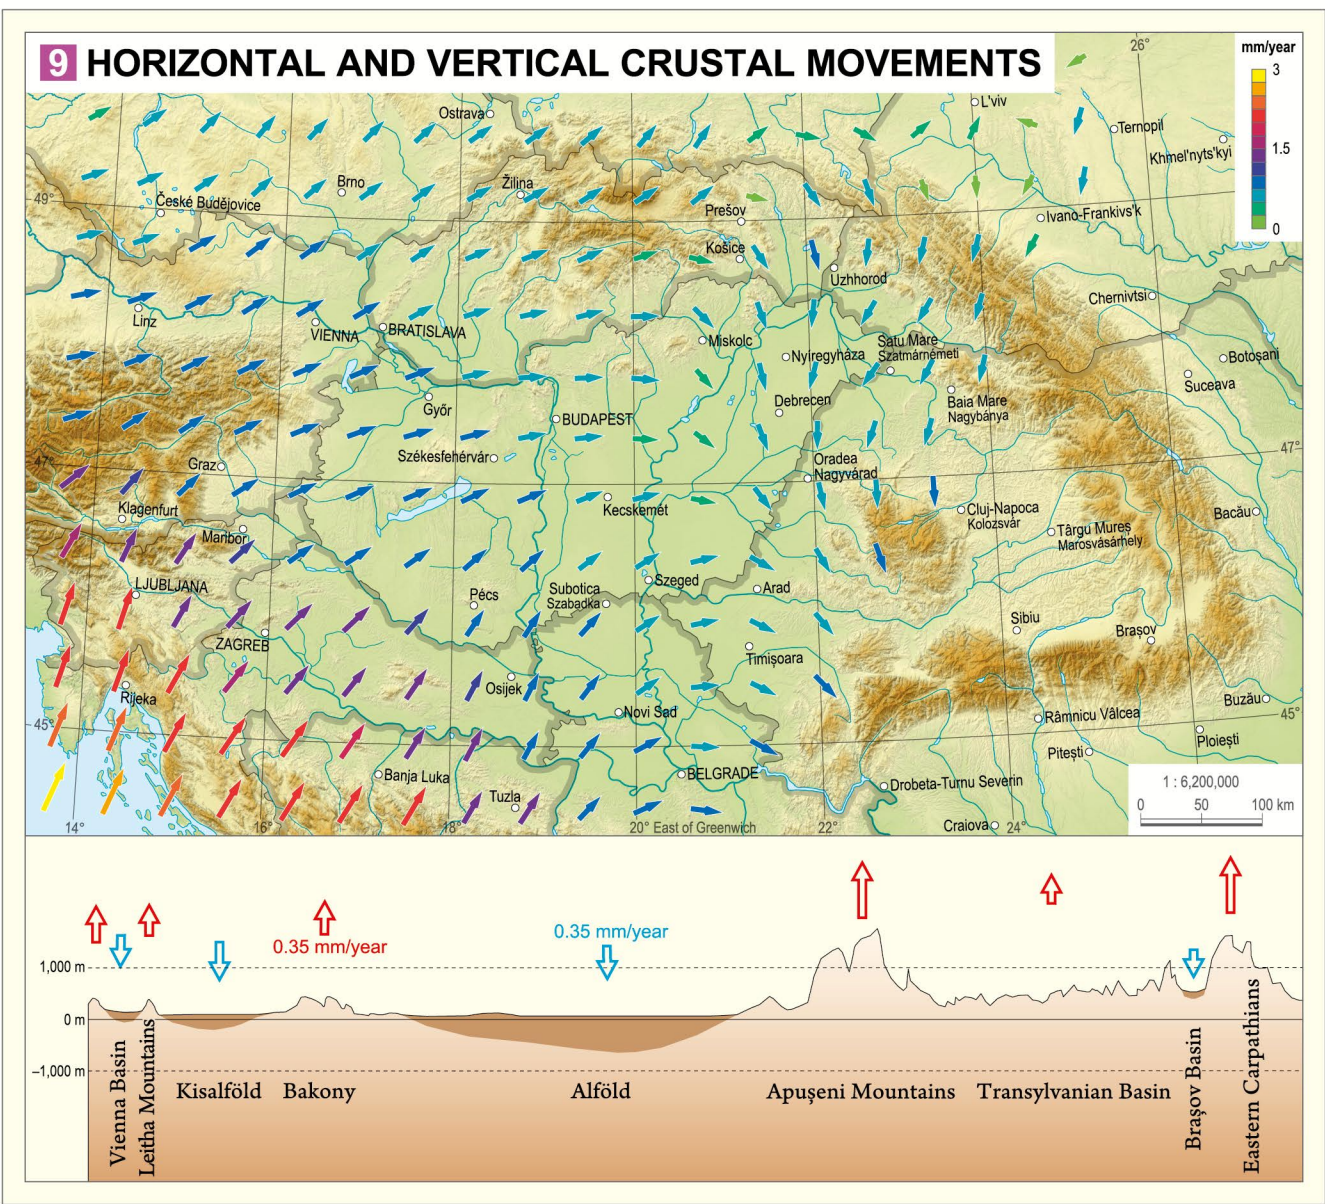 9 HORIZONTAL AND VERTICAL CRUSTAL MOVEMENTS
26°
mm/year
3
1.5
0
Ostrava
L'viv
Ternopil
Khmel'nyts'kyi
49°
České Budějovice
Brno
Žilina
Prešov
Košice
Ivano-Frankivs'k
Uzhhorod
Chernivtsi
Linz
VIENNA
BRATISLAVA
Miskolc
Nyíregyháza
Satu Mare
Szatmárnémeti
Botoșani
Suceava
Győr
BUDAPEST
Debrecen
Baia Mare
Nagybánya
47°
Graz
Székesfehérvár
Oradea
Nagyvárad
47°
Klagenfurt
Maribor
Kecskemét
Cluj-Napoca
Kolozsvár
Târgu Mureș
Marosvásárhely
Bacău
LJUBLJANA
Pécs
Subotica
Szabadka
Szeged
Arad
ZAGREB
Sibiu
Brașov
Timișoara
Rijeka
Osijek
Novi Sad
Buzău
45°
45°
Râmnicu Vâlcea
Ploiești
Pitești
Banja Luka
BELGRADE
Drobeta-Turnu Severin
Tuzla
Craiova
1 : 6,200,000
0 50 100 km
14°
16°
18°
20° East of Greenwich
22°
24°
0.35 mm/year
0.35 mm/year
1,000 m
0 m
–1,000 m
Vienna Basin
Leitha Mountains
Kisalföld
Bakony
Alföld
Apușeni Mountains
Transylvanian Basin
Brașov Basin
Eastern Carpathians